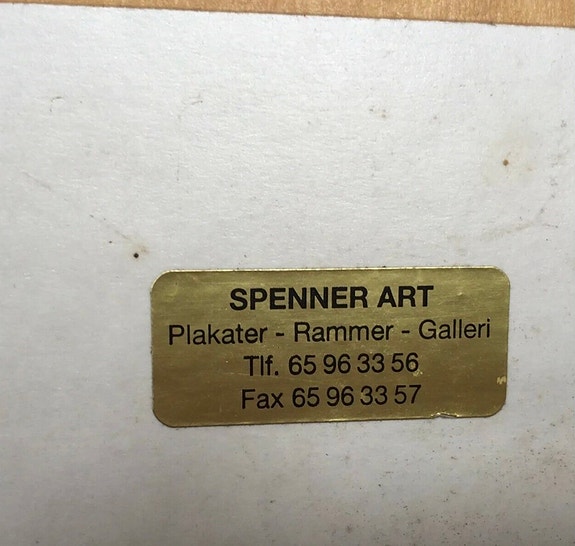 SPENNER ART
Plakater - Rammer - Galleri
Tlf. 65 96 33 56
Fax 65 96 33 57